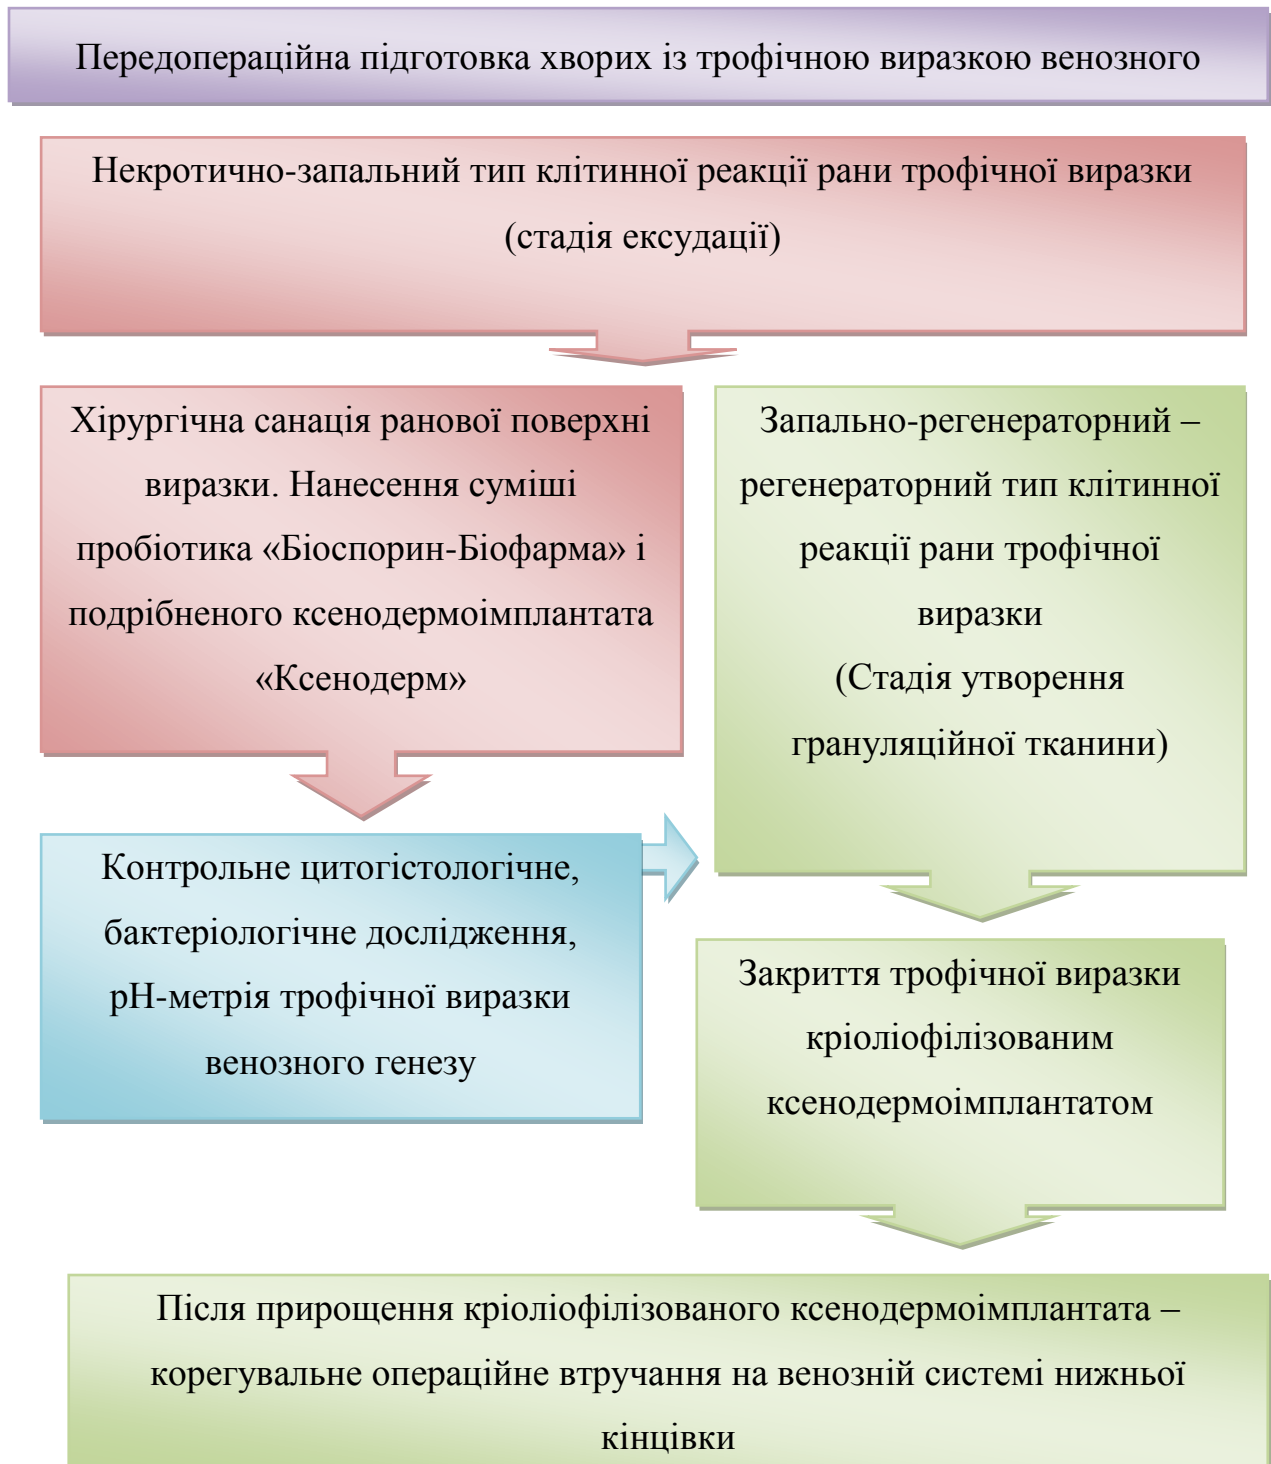 Передопераційна підготовка хворих із трофічною виразкою венозного
Некротично-запальний тип клітинної реакції рани трофічної виразки
(стадія ексудації)
Хірургічна санація ранової поверхні
виразки. Нанесення суміші
пробіотика «Біоспорин-Біофарма» і
подрібненого ксенодермоімплантата
«Ксенодерм»
Контрольне цитогістологічне,
бактеріологічне дослідження,
рН-метрія трофічної виразки
венозного генезу
Запально-регенераторний –
регенераторний тип клітинної
реакції рани трофічної
виразки
(Стадія утворення
грануляційної тканини)
Закриття трофічної виразки
кріоліофілізованим
ксенодермоімплантатом
Після прирощення кріоліофілізованого ксенодермоімплантата –
корегувальне операційне втручання на венозній системі нижньої
кінцівки